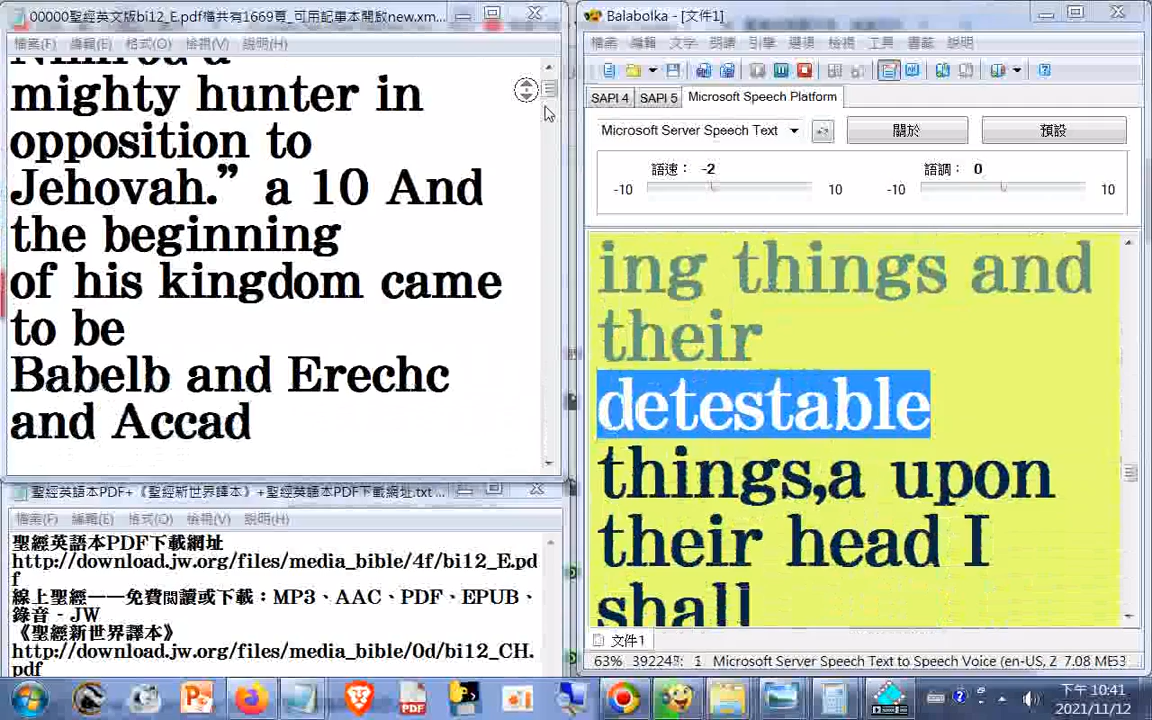 00000聖經英文版bi12_E.pdf檔共有1669頁_可用記事本開啟new.xm...
檔案(F) 編輯(E) 格式(O) 檢視(V) 說明(H)
mighty hunter in
opposition to
Jehovah.” a 10 And
the beginning
of his kingdom came
to be
Babelb and Erechc
and Accad
聖經英語本PDF+《聖經新世界譯本》+聖經英語本PDF下載網址.txt ...
檔案(F) 編輯(E) 格式(O) 檢視(V) 說明(H)
聖經英語本PDF下載網址
http://download.jw.org/files/media_bible/4f/bi12_E.pd
f
線上聖經——免費閱讀或下載：MP3、AAC、PDF、EPUB、
錄音 - JW
《聖經新世界譯本》
http://download.jw.org/files/media_bible/0d/bi12_CH.
pdf
Balabolka - [文件1]
檔案 編輯 文字 朗讀 引擎 選項 檢視 工具 書籤 說明
SAPI 4 SAPI 5 Microsoft Speech Platform
Microsoft Server Speech Text 關於 預設
語速： -2 語調： 0
-10 10 -10 10
ing things and
their
detestable
things,a upon
their head I
shall
文件1
63% 1 Microsoft Server Speech Text to Speech Voice (en-US, Z 7.08 ME
下午 10:41
2021/11/12